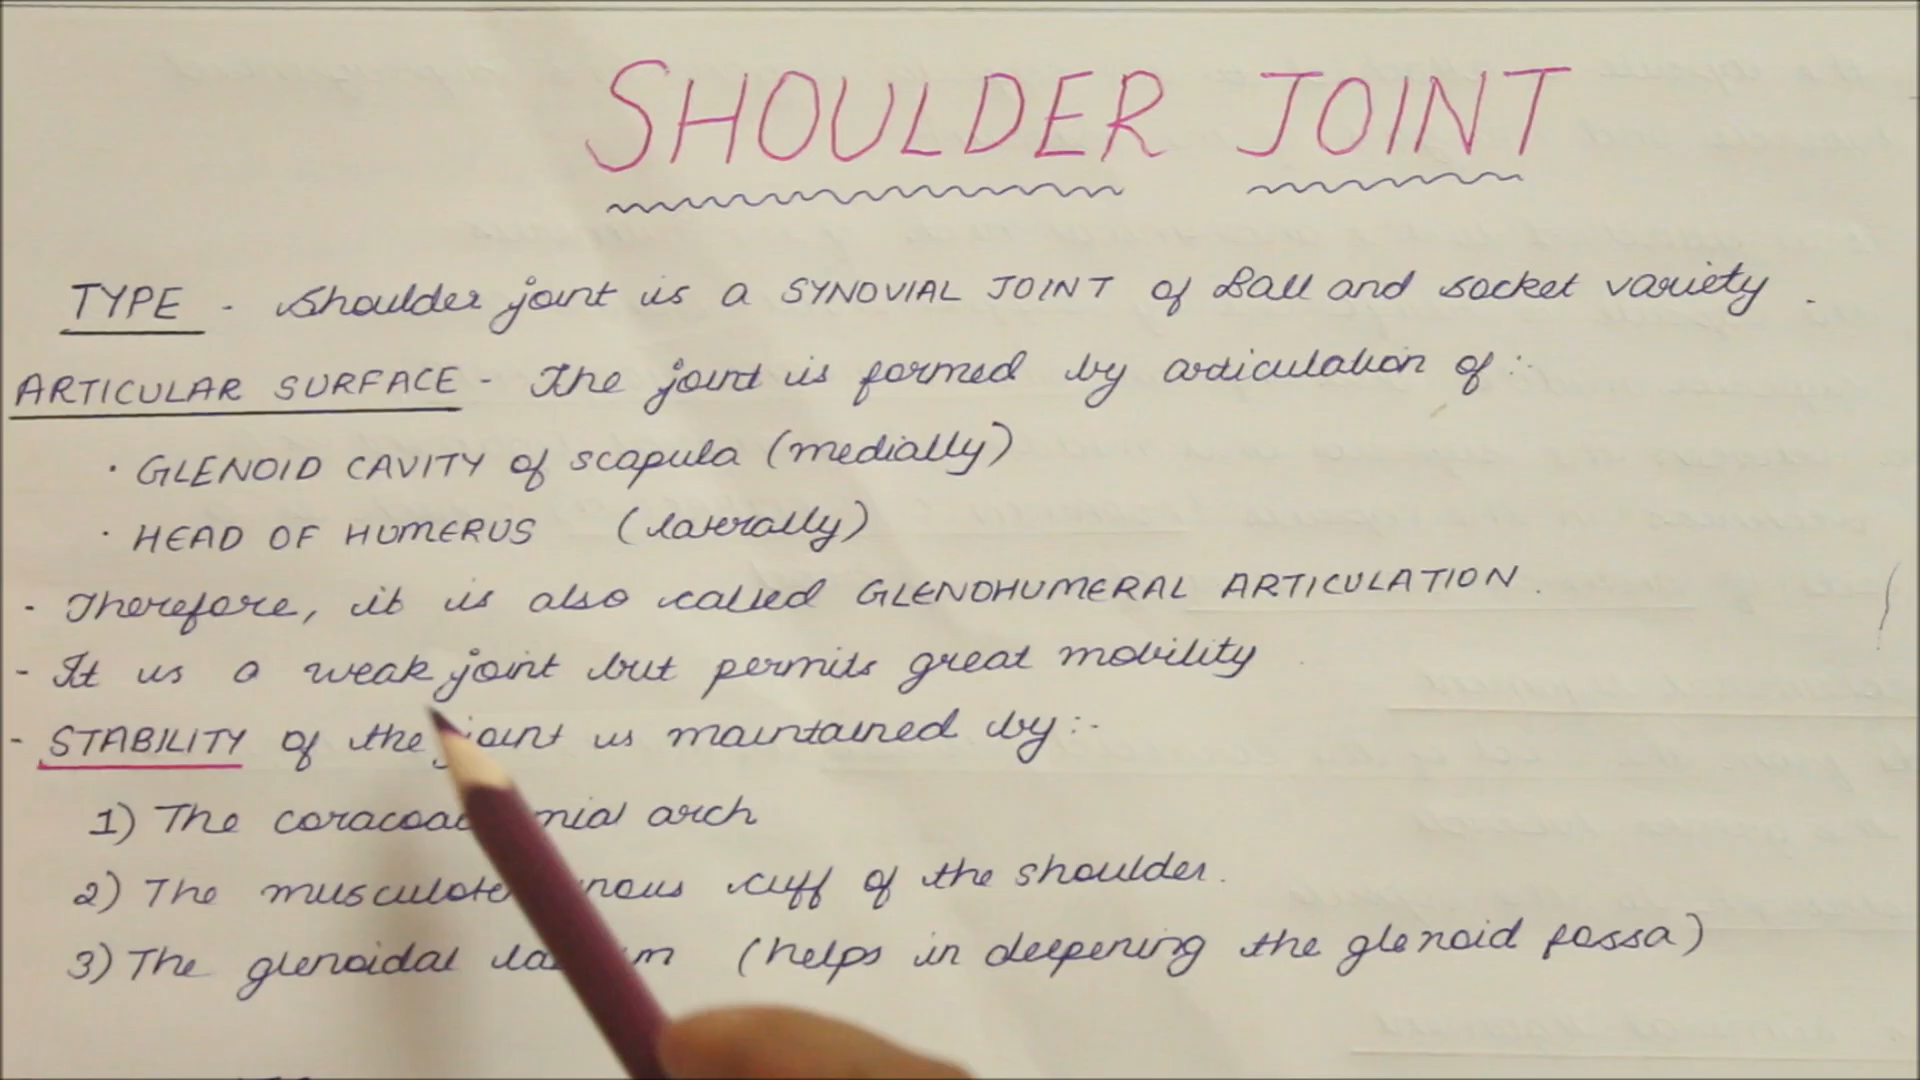 SHOULDER JOINT
TYPE - Shoulder joint is a SYNOVIAL JOINT of Ball and socket variety.
ARTICULAR SURFACE - The joint is formed by articulation of :-
· GLENOID CAVITY of scapula (medially)
· HEAD OF HUMERUS (laterally)
- Therefore, it is also called GLENOHUMERAL ARTICULATION.
- It is a weak joint but permits great mobility
- STABILITY of the joint is maintained by :-
1) The arch
2) The cuff of the shoulder.
3) The glenoidal (helps in deepening the glenoid fossa)